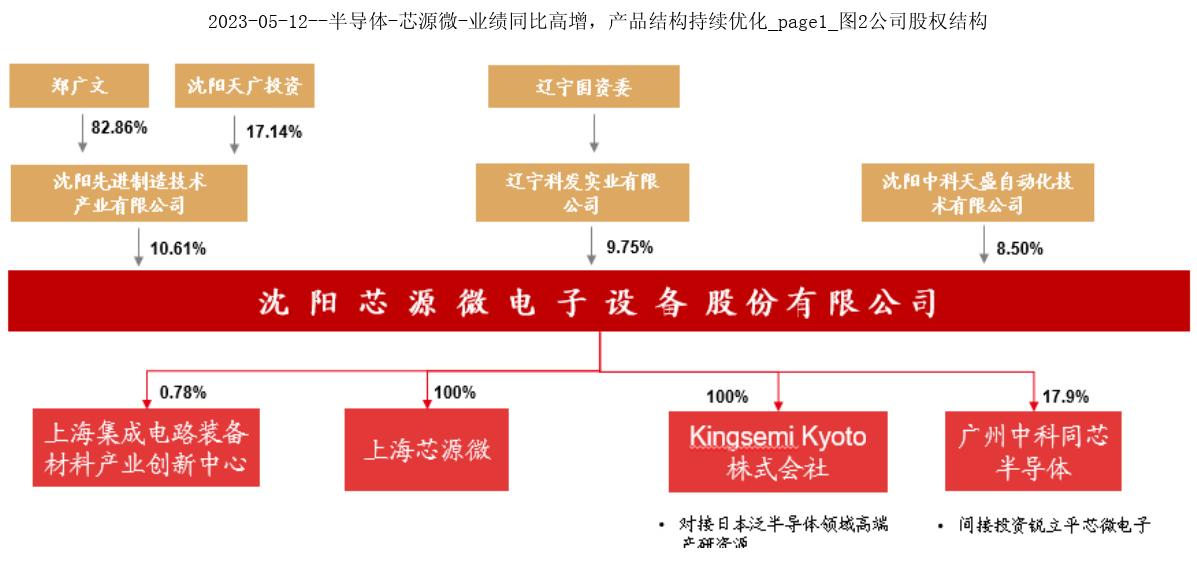 2023-05-12--半导体-芯源微-业绩同比高增，产品结构持续优化_page1_图2公司股权结构
郑广文
沈阳天广投资
辽宁国资委
82.86%
17.14%
沈阳先进制造技术
产业有限公司
辽宁科发实业有限
公司
沈阳中科天盛自动化技
术有限公司
10.61%
9.75%
8.50%
沈阳芯源微电子设备股份有限公司
0.78%
100%
100%
17.9%
上海集成电路装备
材料产业创新中心
上海芯源微
Kingsemi Kyoto
株式会社
广州中科同芯
半导体
• 对接日本泛半导体领域高端
产研资源
• 间接投资锐立平芯微电子